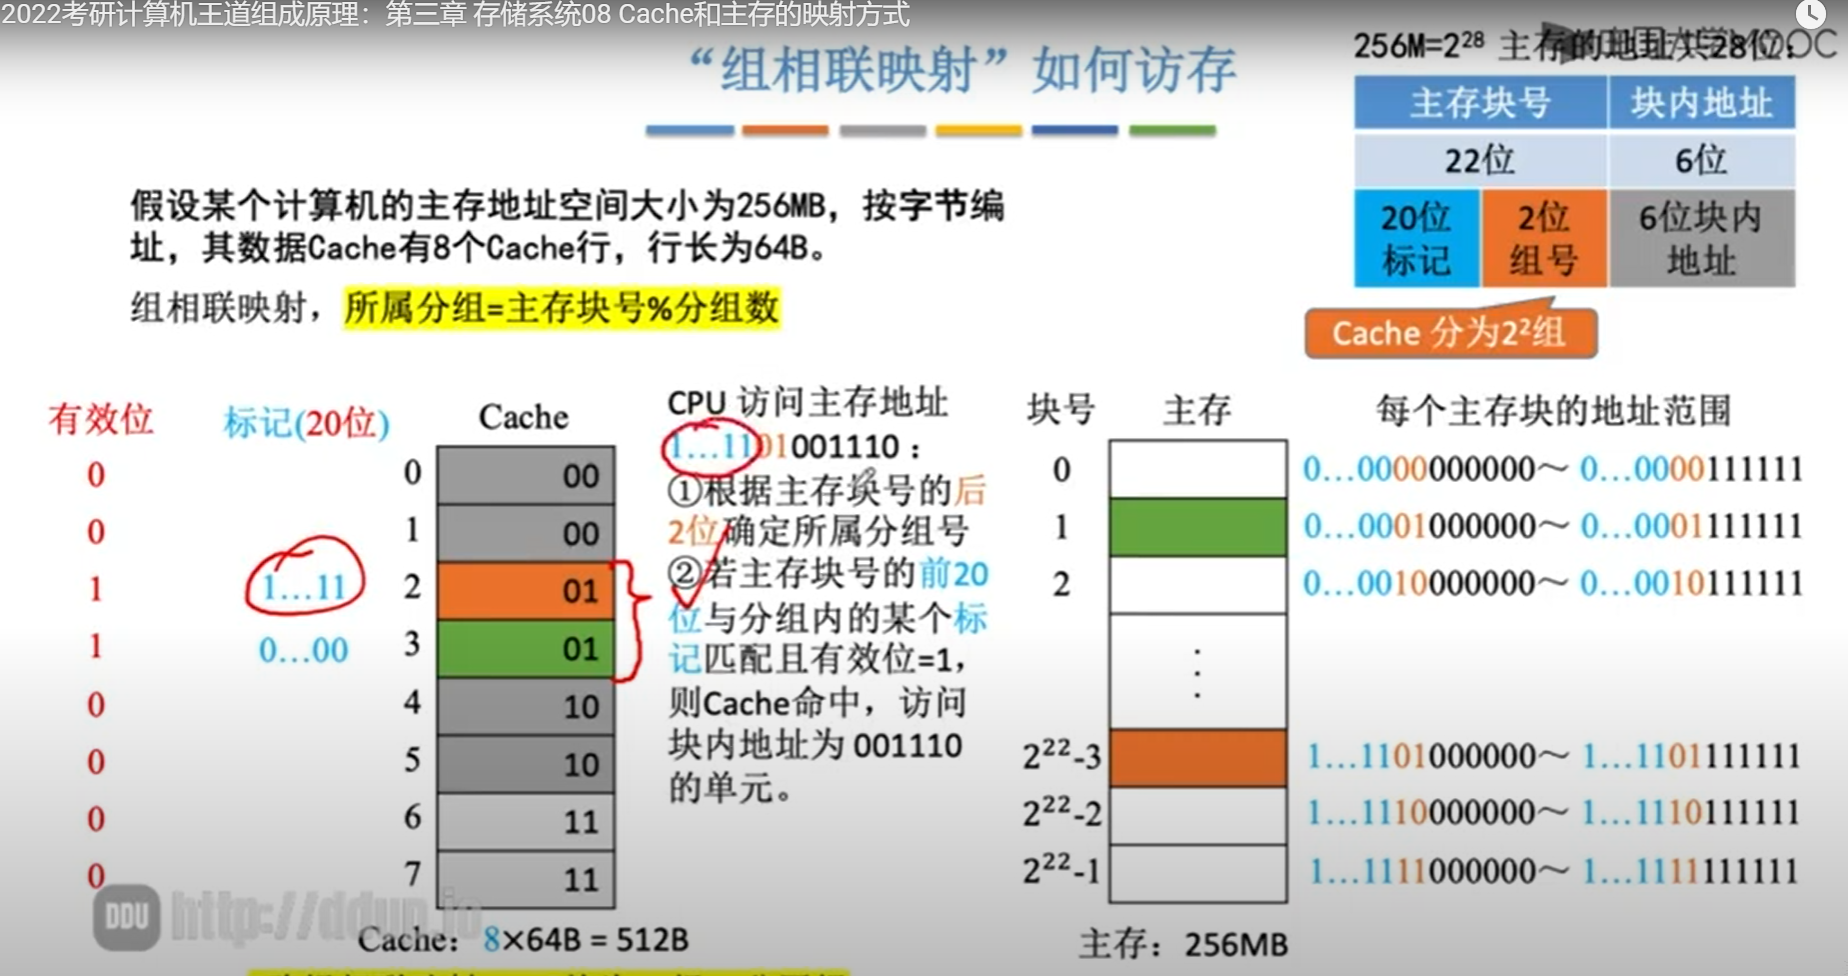 2022考研计算机王道组成原理：第三章 存储系统08 Cache和主存的映射方式
“组相联映射”如何访存
256M=2²⁸ 主存的地址共28位：
主存块号 块内地址
22位 6位
20位标记 2位组号 6位块内地址
Cache 分为2²组
假设某个计算机的主存地址空间大小为256MB，按字节编
址，其数据Cache有8个Cache行，行长为64B。
组相联映射，所属分组=主存块号%分组数
有效位 标记(20位) Cache
0 0 00
0 1 00
1 1...11 2 01
1 0...00 3 01
0 4 10
0 5 10
0 6 11
0 7 11
Cache：8×64B = 512B
CPU 访问主存地址
1...1101001110：
①根据主存块号的后
2位确定所属分组号
②若主存块号的前20
位与分组内的某个标
记匹配且有效位=1，
则Cache命中，访问
块内地址为 001110
的单元。
块号 主存 每个主存块的地址范围
0 0...0000000000～ 0...0000111111
1 0...0001000000～ 0...0001111111
2 0...0010000000～ 0...0010111111
2²²-3 1...1101000000～ 1...1101111111
2²²-2 1...1110000000～ 1...1110111111
2²²-1 1...1111000000～ 1...1111111111
主存：256MB
DDU http://ddup.io